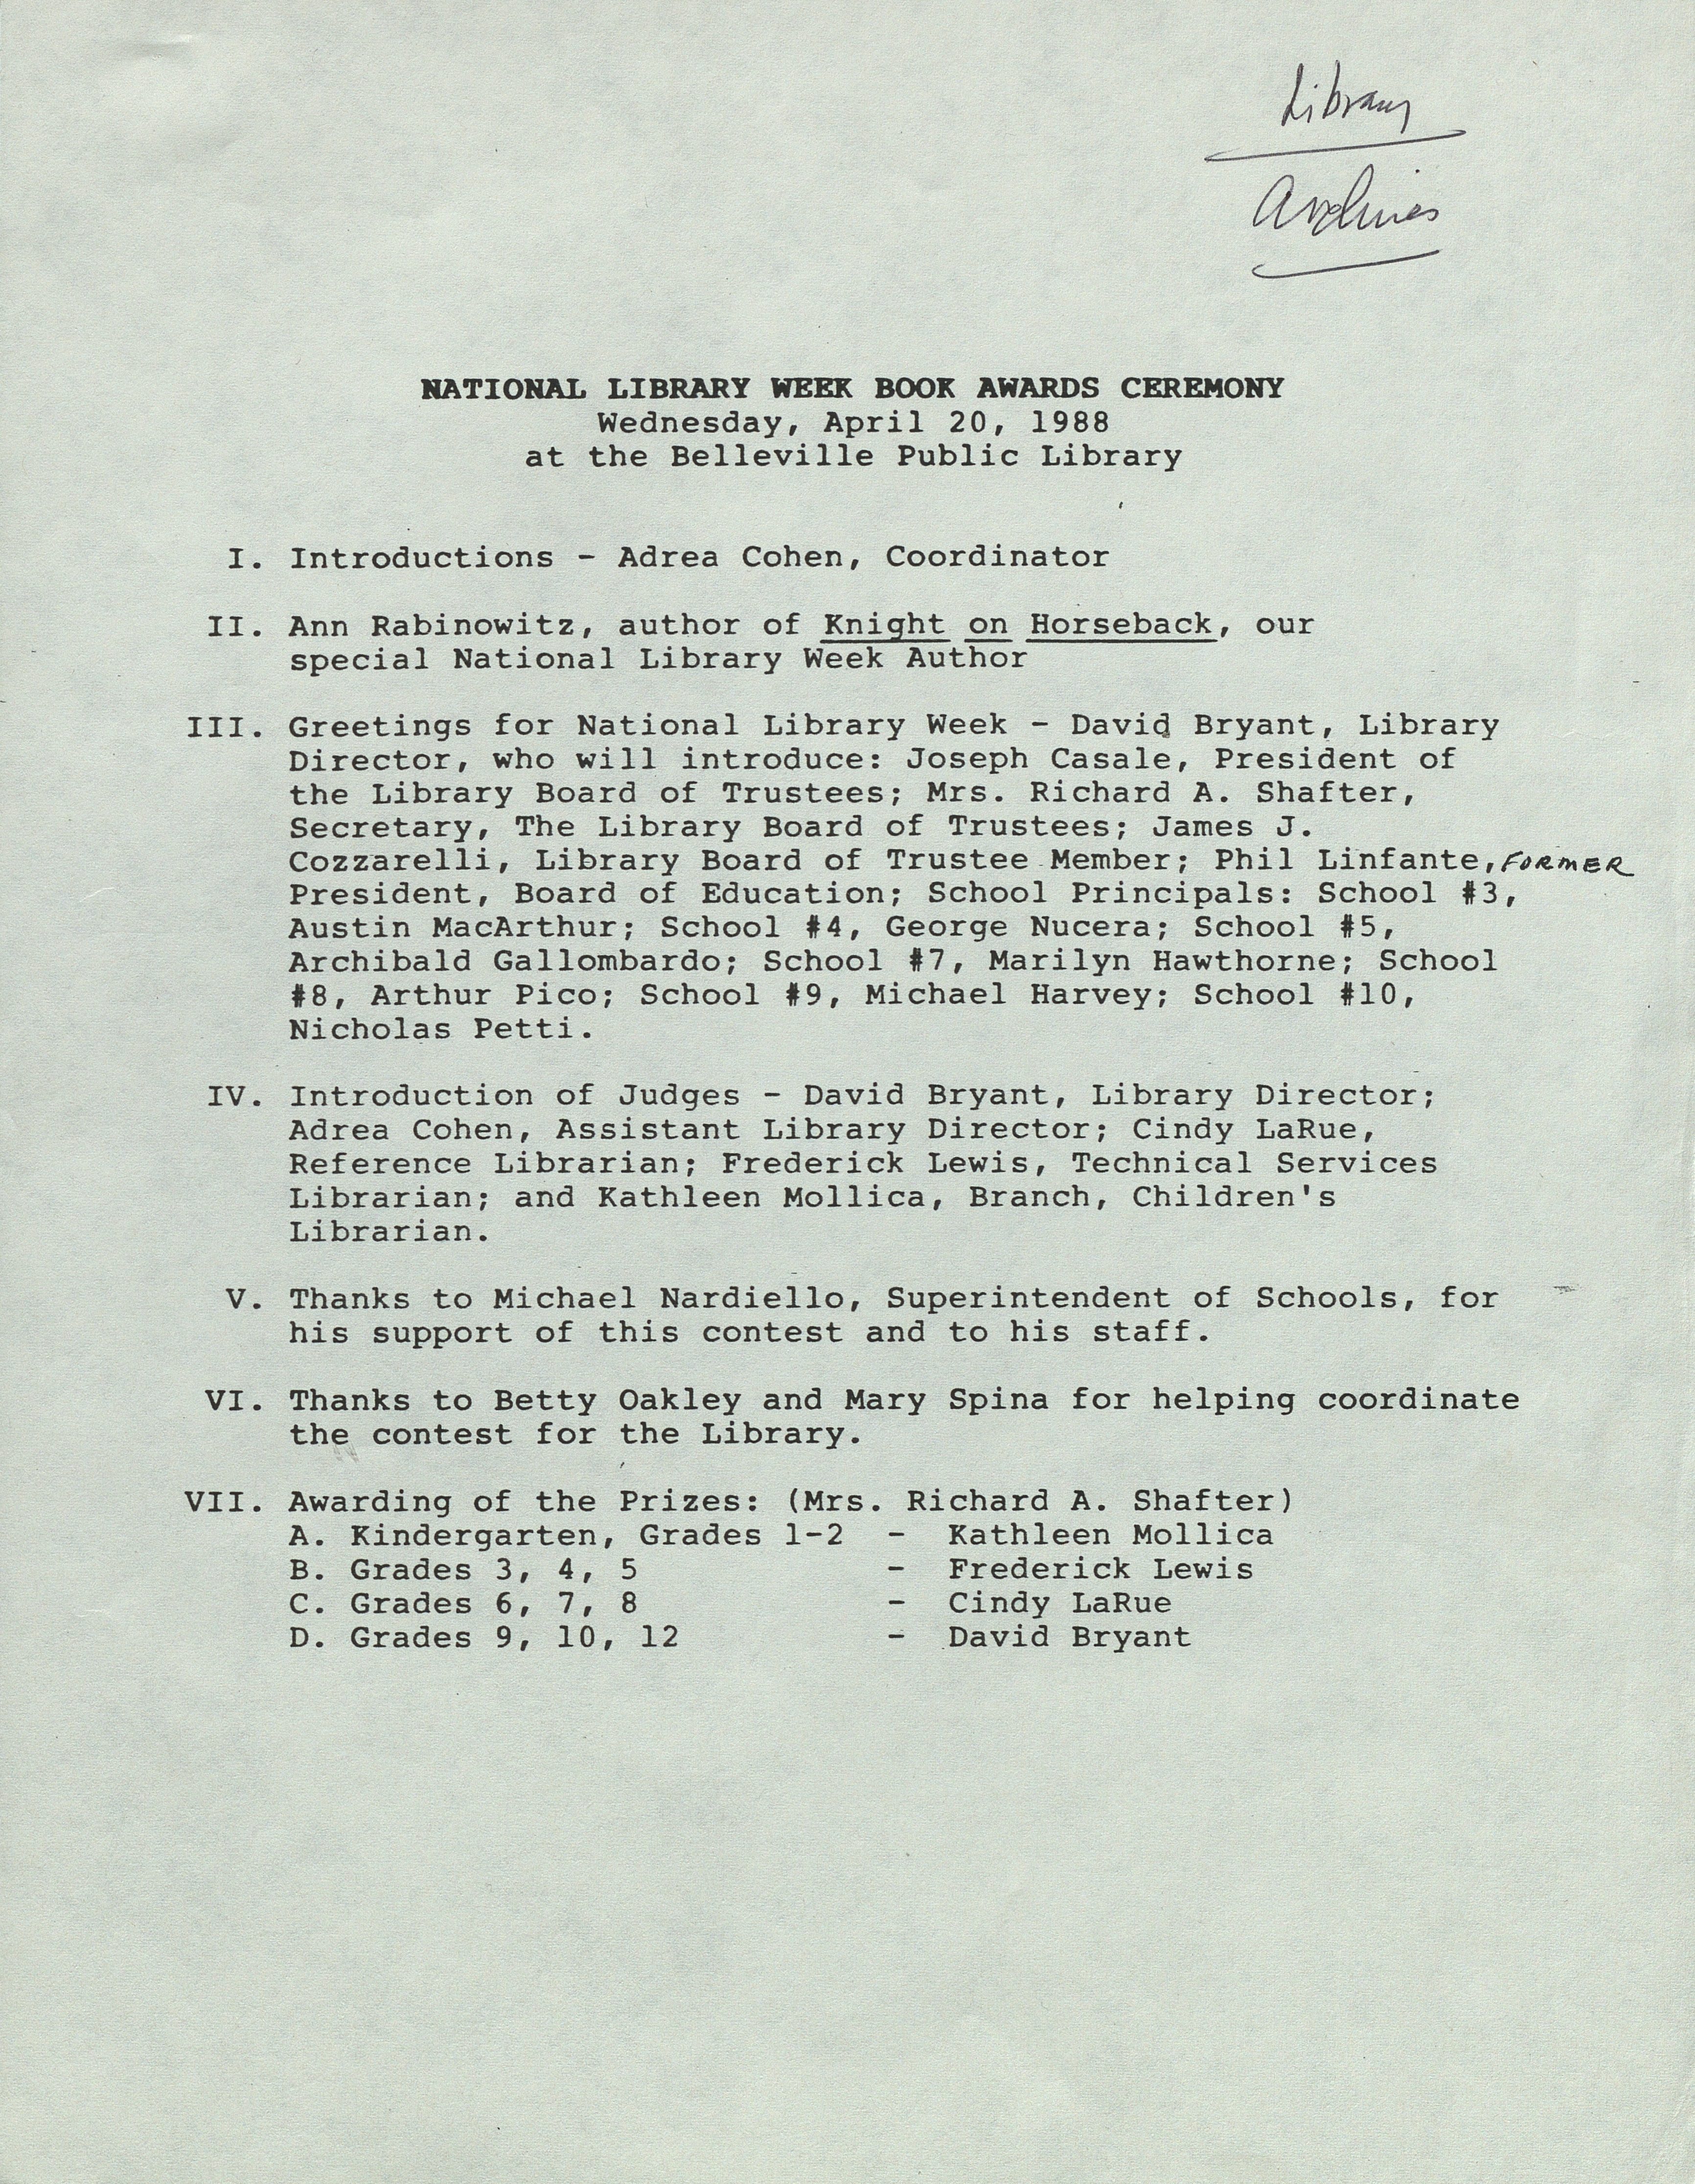 Library
Archives
NATIONAL LIBRARY WEEK BOOK AWARDS CEREMONY
Wednesday, April 20, 1988
at the Belleville Public Library
I. Introductions - Adrea Cohen, Coordinator
II. Ann Rabinowitz, author of Knight on Horseback, our
special National Library Week Author
III. Greetings for National Library Week - David Bryant, Library
Director, who will introduce: Joseph Casale, President of
the Library Board of Trustees; Mrs. Richard A. Shafter,
Secretary, The Library Board of Trustees; James J.
Cozzarelli, Library Board of Trustee Member; Phil Linfante, FORMER
President, Board of Education; School Principals: School #3,
Austin MacArthur; School #4, George Nucera; School #5,
Archibald Gallombardo; School #7, Marilyn Hawthorne; School
#8, Arthur Pico; School #9, Michael Harvey; School #10,
Nicholas Petti.
IV. Introduction of Judges - David Bryant, Library Director;
Adrea Cohen, Assistant Library Director; Cindy LaRue,
Reference Librarian; Frederick Lewis, Technical Services
Librarian; and Kathleen Mollica, Branch, Children's
Librarian.
V. Thanks to Michael Nardiello, Superintendent of Schools, for
his support of this contest and to his staff.
VI. Thanks to Betty Oakley and Mary Spina for helping coordinate
the contest for the Library.
VII. Awarding of the Prizes: (Mrs. Richard A. Shafter)
A. Kindergarten, Grades 1-2 - Kathleen Mollica
B. Grades 3, 4, 5 - Frederick Lewis
C. Grades 6, 7, 8 - Cindy LaRue
D. Grades 9, 10, 12 - David Bryant